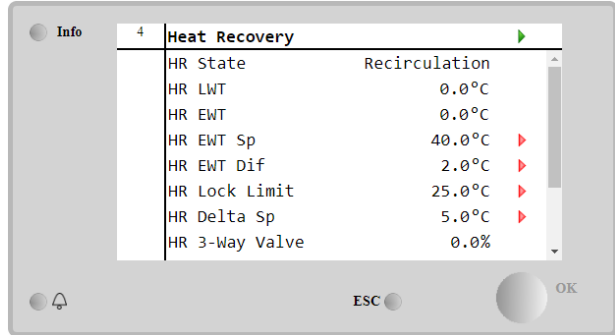 Info
4 Heat Recovery
HR State Recirculation
HR LWT 0.0°C
HR EWT 0.0°C
HR EWT Sp 40.0°C
HR EWT Dif 2.0°C
HR Lock Limit 25.0°C
HR Delta Sp 5.0°C
HR 3-Way Valve 0.0%
ESC
OK